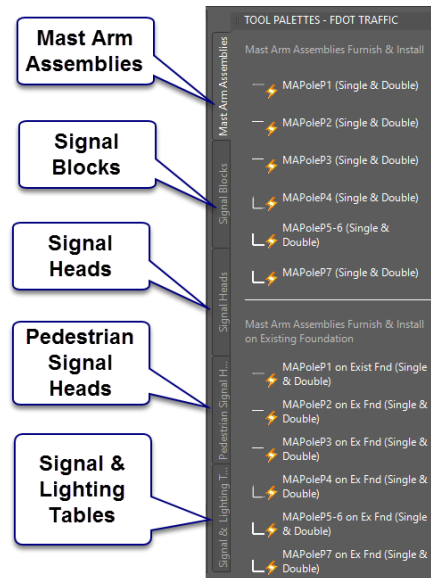 Mast Arm
Assemblies
Signal
Blocks
Signal
Heads
Pedestrian
Signal
Heads
Signal &
Lighting
Tables
Mast Arm Assemblies
Signal Blocks
Signal Heads
Pedestrian Signal H...
Signal & Lighting T...
TOOL PALETTES - FDOT TRAFFIC
Mast Arm Assemblies Furnish & Install
MAPoleP1 (Single & Double)
MAPoleP2 (Single & Double)
MAPoleP3 (Single & Double)
MAPoleP4 (Single & Double)
MAPoleP5-6 (Single &
Double)
MAPoleP7 (Single & Double)
Mast Arm Assemblies Furnish & Install
on Existing Foundation
MAPoleP1 on Exist Fnd (Single
& Double)
MAPoleP2 on Ex Fnd (Single &
Double)
MAPoleP3 on Ex Fnd (Single &
Double)
MAPoleP4 on Ex Fnd (Single &
Double)
MAPoleP5-6 on Ex Fnd (Single
& Double)
MAPoleP7 on Ex Fnd (Single &
Double)